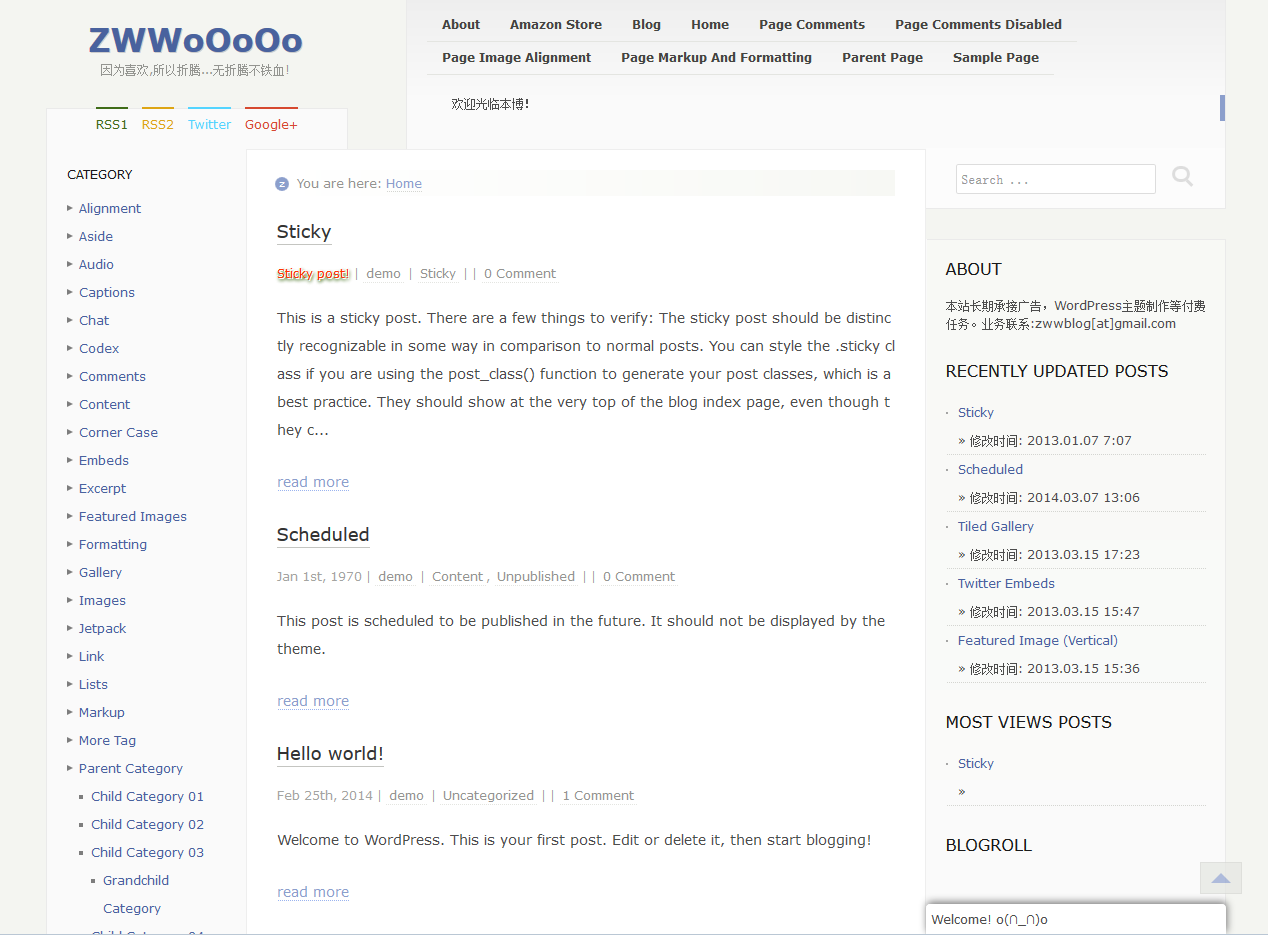 ZWWoOoOo
因为喜欢,所以折腾...无折腾不铁血!
About Amazon Store Blog Home Page Comments Page Comments Disabled
Page Image Alignment Page Markup And Formatting Parent Page Sample Page
欢迎光临本博!
RSS1 RSS2 Twitter Google+
Search ...
CATEGORY
Alignment
Aside
Audio
Captions
Chat
Codex
Comments
Content
Corner Case
Embeds
Excerpt
Featured Images
Formatting
Gallery
Images
Jetpack
Link
Lists
Markup
More Tag
Parent Category
Child Category 01
Child Category 02
Child Category 03
Grandchild
Category
Child Category 04
z You are here: Home
Sticky
Sticky post! | demo | Sticky | | 0 Comment
This is a sticky post. There are a few things to verify: The sticky post should be distinc
tly recognizable in some way in comparison to normal posts. You can style the .sticky cl
ass if you are using the post_class() function to generate your post classes, which is a
best practice. They should show at the very top of the blog index page, even though t
hey c...
read more
Scheduled
Jan 1st, 1970 | demo | Content , Unpublished | | 0 Comment
This post is scheduled to be published in the future. It should not be displayed by the
theme.
read more
Hello world!
Feb 25th, 2014 | demo | Uncategorized | | 1 Comment
Welcome to WordPress. This is your first post. Edit or delete it, then start blogging!
read more
ABOUT
本站长期承接广告，WordPress主题制作等付费
任务。业务联系:zwwblog[at]gmail.com
RECENTLY UPDATED POSTS
· Sticky
» 修改时间: 2013.01.07 7:07
· Scheduled
» 修改时间: 2014.03.07 13:06
· Tiled Gallery
» 修改时间: 2013.03.15 17:23
· Twitter Embeds
» 修改时间: 2013.03.15 15:47
· Featured Image (Vertical)
» 修改时间: 2013.03.15 15:36
MOST VIEWS POSTS
· Sticky
»
BLOGROLL
Welcome! o(∩_∩)o